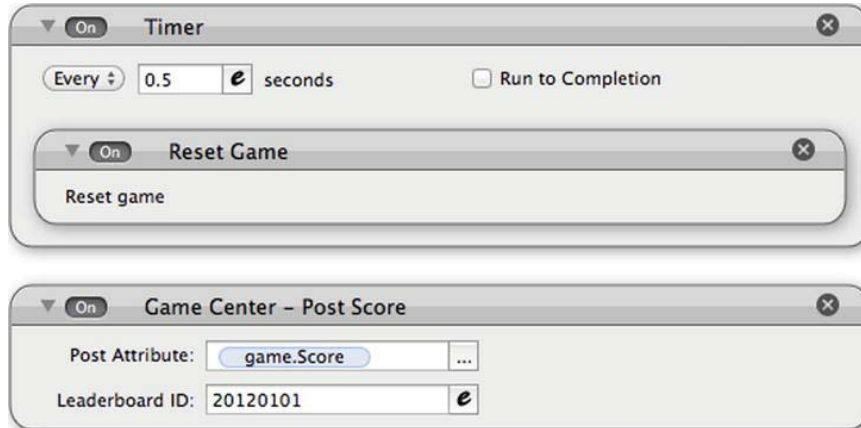 On Timer
Every 0.5 e seconds Run to Completion
On Reset Game
Reset game
On Game Center – Post Score
Post Attribute: game.Score ...
Leaderboard ID: 20120101 e